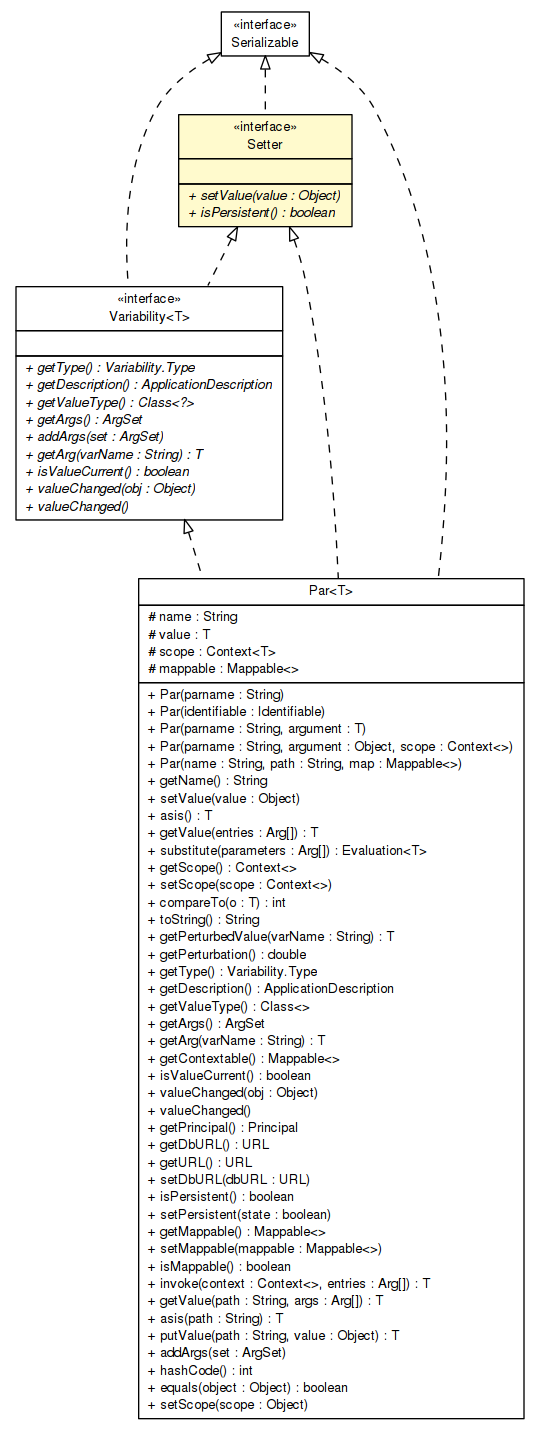 «interface»
Serializable
«interface»
Setter
+ setValue(value : Object)
+ isPersistent() : boolean
«interface»
Variability<T>
+ getType() : Variability.Type
+ getDescription() : ApplicationDescription
+ getValueType() : Class<?>
+ getArgs() : ArgSet
+ addArgs(set : ArgSet)
+ getArg(varName : String) : T
+ isValueCurrent() : boolean
+ valueChanged(obj : Object)
+ valueChanged()
Par<T>
# name : String
# value : T
# scope : Context<T>
# mappable : Mappable<>
+ Par(parname : String)
+ Par(identifiable : Identifiable)
+ Par(parname : String, argument : T)
+ Par(parname : String, argument : Object, scope : Context<>)
+ Par(name : String, path : String, map : Mappable<>)
+ getName() : String
+ setValue(value : Object)
+ asis() : T
+ getValue(entries : Arg[]) : T
+ substitute(parameters : Arg[]) : Evaluation<T>
+ getScope() : Context<>
+ setScope(scope : Context<>)
+ compareTo(o : T) : int
+ toString() : String
+ getPerturbedValue(varName : String) : T
+ getPerturbation() : double
+ getType() : Variability.Type
+ getDescription() : ApplicationDescription
+ getValueType() : Class<>
+ getArgs() : ArgSet
+ getArg(varName : String) : T
+ getContextable() : Mappable<>
+ isValueCurrent() : boolean
+ valueChanged(obj : Object)
+ valueChanged()
+ getPrincipal() : Principal
+ getDbURL() : URL
+ getURL() : URL
+ setDbURL(dbURL : URL)
+ isPersistent() : boolean
+ setPersistent(state : boolean)
+ getMappable() : Mappable<>
+ setMappable(mappable : Mappable<>)
+ isMappable() : boolean
+ invoke(context : Context<>, entries : Arg[]) : T
+ getValue(path : String, args : Arg[]) : T
+ asis(path : String) : T
+ putValue(path : String, value : Object) : T
+ addArgs(set : ArgSet)
+ hashCode() : int
+ equals(object : Object) : boolean
+ setScope(scope : Object)